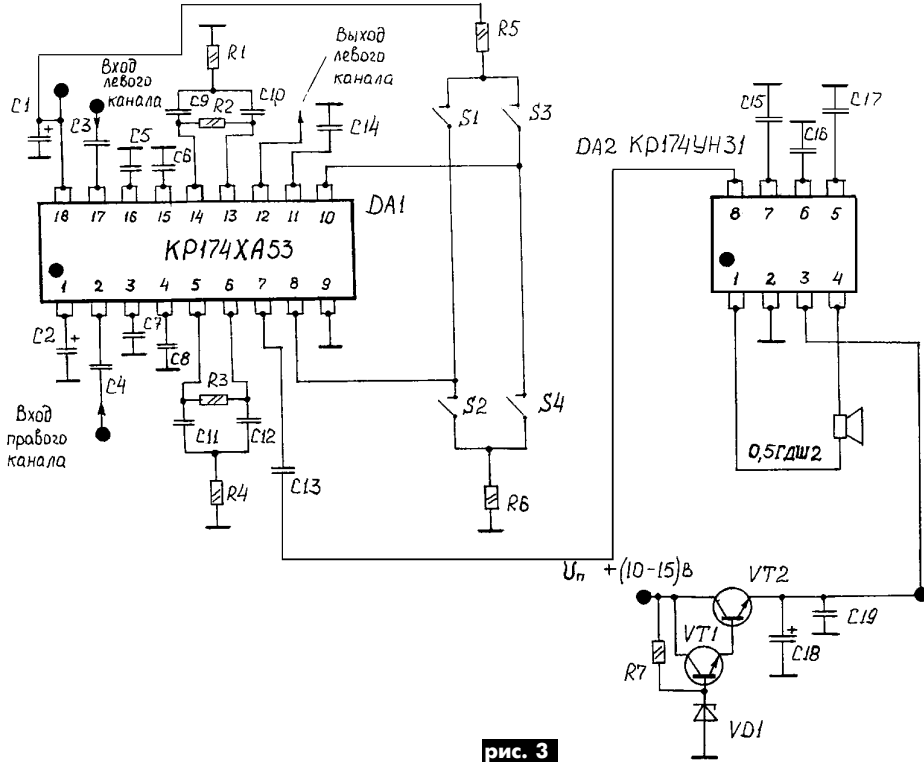 R1
Выход
левого
канала
R5
Вход
левого
канала
C1
C3
C9
R2
C10
C5
C6
C14
S1
S3
C15
C17
C16
DA2 КР174УН31
18
17
16
15
14
13
12
11
10
DA1
КР174ХА53
1
2
3
4
5
6
7
8
9
8
7
6
5
1
2
3
4
C2
+
+
C4
C7
C8
R3
C11
C12
R4
C13
S2
S4
R6
Вход
правого
канала
0,5ГДШ2
Uп +(10-15)В
VT2
VT1
R7
+
C18
C19
VD1
рис. 3